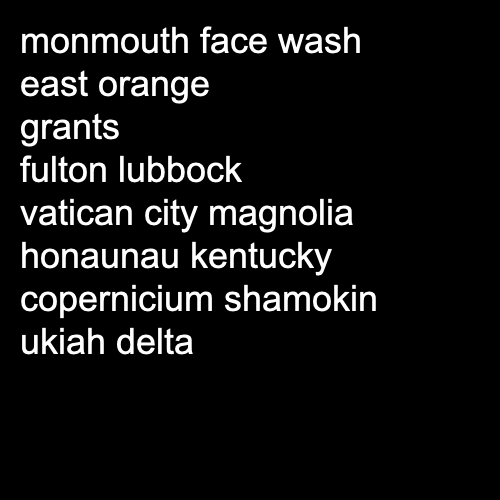 monmouth face wash
east orange
grants
fulton lubbock
vatican city magnolia
honaunau kentucky
copernicium shamokin
ukiah delta